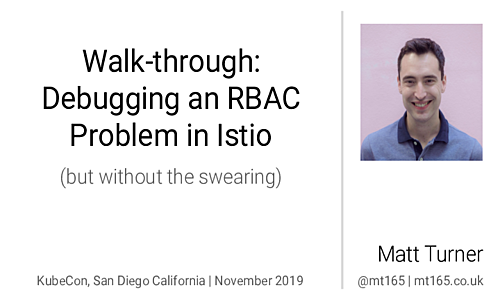 Walk-through:
Debugging an RBAC
Problem in Istio
(but without the swearing)
Matt Turner
KubeCon, San Diego California | November 2019
@mt165 | mt165.co.uk